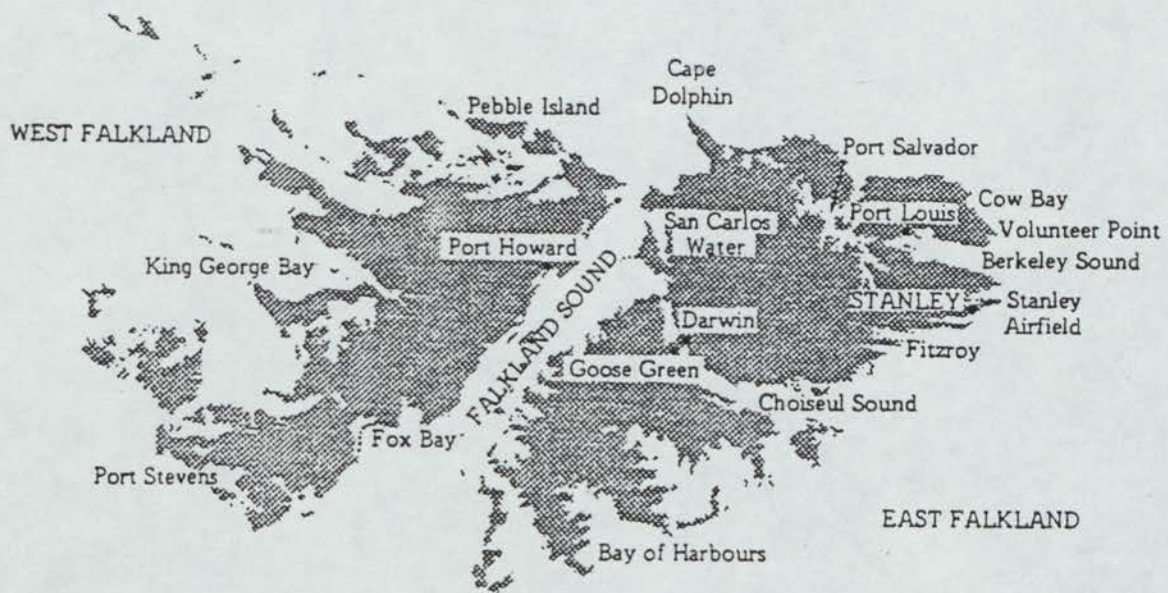 Cape
Dolphin
Pebble Island
WEST FALKLAND
Port Salvador
Cow Bay
Port Louis
San Carlos
Water
Volunteer Point
Port Howard
Berkeley Sound
King George Bay
STANLEY
Stanley
Airfield
FALKLAND SOUND
Darwin
Fitzroy
Goose Green
Choiseul Sound
Fox Bay
Port Stevens
EAST FALKLAND
Bay of Harbours